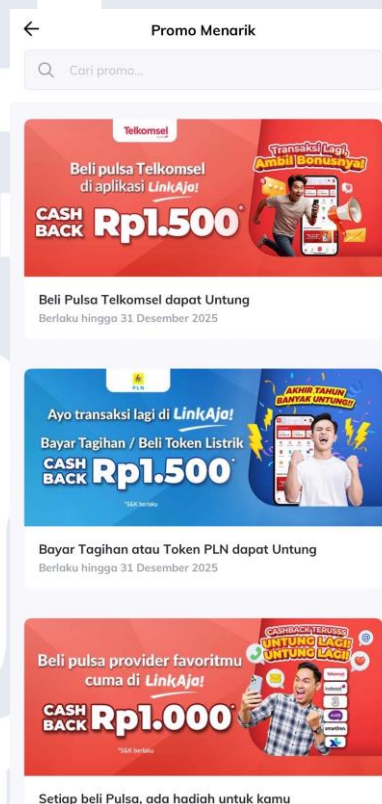 Promo Menarik
Cari promo...
Telkomsel
Beli pulsa Telkomsel
di aplikasi LinkAja!
CASH BACK Rp1.500*
Transaksi Lagi,
Ambil Bonusnya!
Beli Pulsa Telkomsel dapat Untung
Berlaku hingga 31 Desember 2025
PLN
Ayo transaksi lagi di LinkAja!
Bayar Tagihan / Beli Token Listrik
CASH BACK Rp1.500*
*S&K berlaku
AKHIR TAHUN
BANYAK UNTUNG!!
Bayar Tagihan atau Token PLN dapat Untung
Berlaku hingga 31 Desember 2025
Beli pulsa provider favoritmu
cuma di LinkAja!
CASH BACK Rp1.000*
*S&K berlaku
CASHBACK TERUSSS
UNTUNG LAGI!
UNTUNG LAGI!
Telkomsel
smartfren
Setiap beli Pulsa, ada hadiah untuk kamu